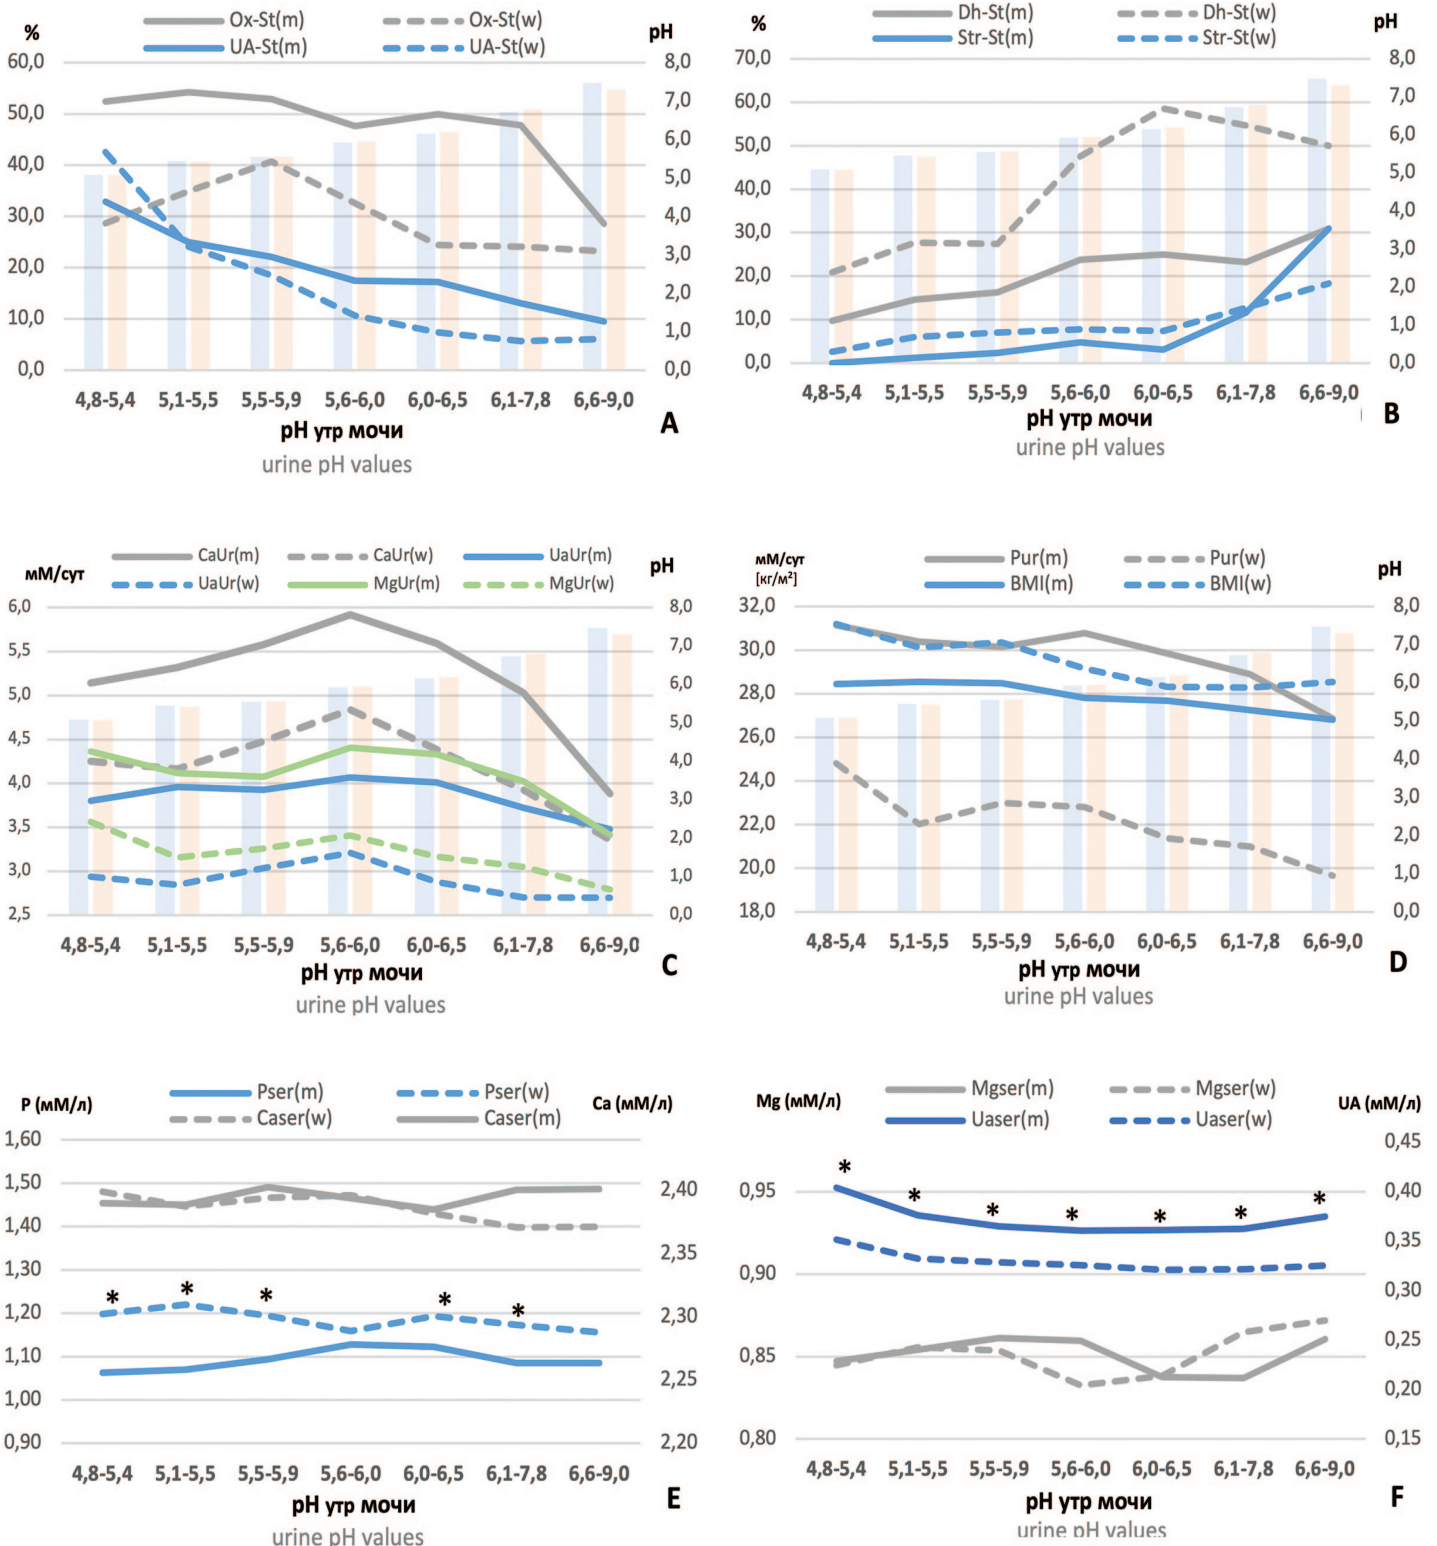 Ox-St(m) Ox-St(w)
UA-St(m) UA-St(w)
% pH
60,0 8,0
50,0 7,0
40,0 6,0
30,0 5,0
20,0 4,0
10,0 3,0
0,0 2,0
1,0
0,0
4,8-5,4 5,1-5,5 5,5-5,9 5,6-6,0 6,0-6,5 6,1-7,8 6,6-9,0
pH утр мочи
urine pH values
A
Dh-St(m) Dh-St(w)
Str-St(m) Str-St(w)
% pH
70,0 8,0
60,0 7,0
50,0 6,0
40,0 5,0
30,0 4,0
20,0 3,0
10,0 2,0
0,0 1,0
0,0
4,8-5,4 5,1-5,5 5,5-5,9 5,6-6,0 6,0-6,5 6,1-7,8 6,6-9,0
pH утр мочи
urine pH values
B
CaUr(m) CaUr(w) UaUr(m)
UaUr(w) MgUr(m) MgUr(w)
мМ/сут pH
6,0 8,0
5,5 7,0
5,0 6,0
4,5 5,0
4,0 4,0
3,5 3,0
3,0 2,0
2,5 1,0
0,0
4,8-5,4 5,1-5,5 5,5-5,9 5,6-6,0 6,0-6,5 6,1-7,8 6,6-9,0
pH утр мочи
urine pH values
C
Pur(m) Pur(w)
BMI(m) BMI(w)
мМ/сут
[кг/м²]
pH
32,0 8,0
30,0 7,0
28,0 6,0
26,0 5,0
24,0 4,0
22,0 3,0
20,0 2,0
18,0 1,0
0,0
4,8-5,4 5,1-5,5 5,5-5,9 5,6-6,0 6,0-6,5 6,1-7,8 6,6-9,0
pH утр мочи
urine pH values
D
Pser(m) Pser(w)
Caser(w) Caser(m)
P (мМ/л) Ca (мМ/л)
1,60
1,50 2,40
1,40
1,30 2,35
1,20 2,30
1,10
1,00 2,25
0,90 2,20
* * * * *
4,8-5,4 5,1-5,5 5,5-5,9 5,6-6,0 6,0-6,5 6,1-7,8 6,6-9,0
pH утр мочи
urine pH values
E
Mgser(m) Mgser(w)
Uaser(m) Uaser(w)
Mg (мМ/л) UA (мМ/л)
0,45
0,95 0,40
0,35
0,90 0,30
0,85 0,25
0,20
0,80 0,15
* * * * * * *
4,8-5,4 5,1-5,5 5,5-5,9 5,6-6,0 6,0-6,5 6,1-7,8 6,6-9,0
pH утр мочи
urine pH values
F